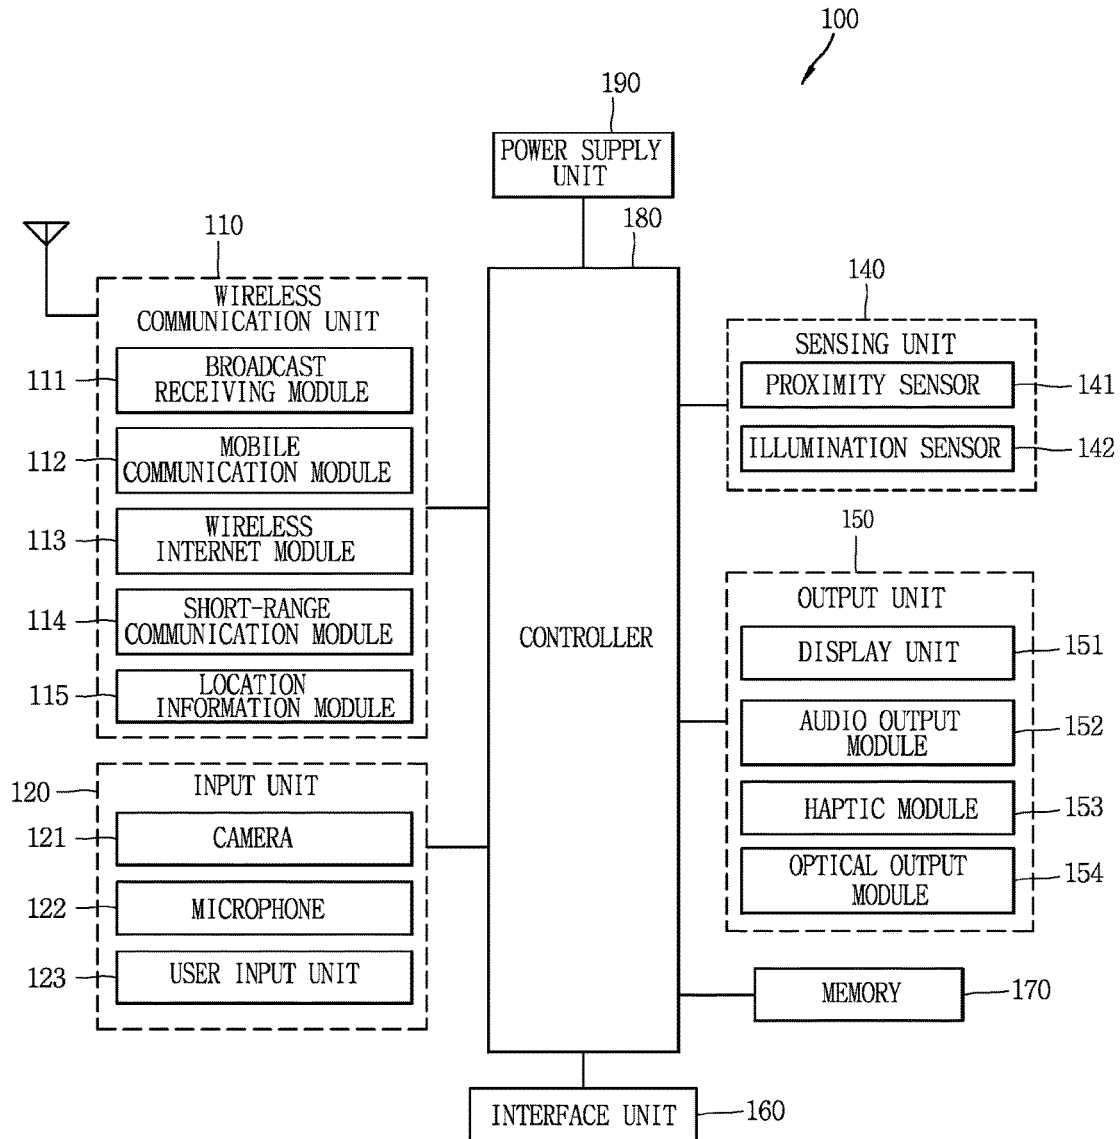 100
190
POWER SUPPLY
UNIT
180
110
WIRELESS
COMMUNICATION UNIT
111
BROADCAST
RECEIVING MODULE
112
MOBILE
COMMUNICATION MODULE
113
WIRELESS
INTERNET MODULE
114
SHORT-RANGE
COMMUNICATION MODULE
115
LOCATION
INFORMATION MODULE
120
INPUT UNIT
121
CAMERA
122
MICROPHONE
123
USER INPUT UNIT
CONTROLLER
140
SENSING UNIT
PROXIMITY SENSOR
141
ILLUMINATION SENSOR
142
150
OUTPUT UNIT
DISPLAY UNIT
151
AUDIO OUTPUT
MODULE
152
HAPTIC MODULE
153
OPTICAL OUTPUT
MODULE
154
MEMORY
170
INTERFACE UNIT
160